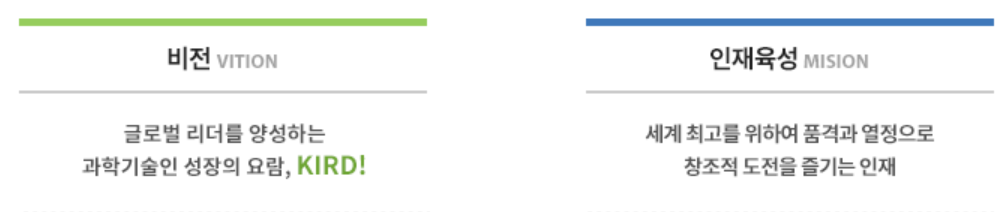 비전 VITION
글로벌 리더를 양성하는
과학기술인 성장의 요람, KIRD!
인재육성 MISION
세계 최고를 위하여 품격과 열정으로
창조적 도전을 즐기는 인재